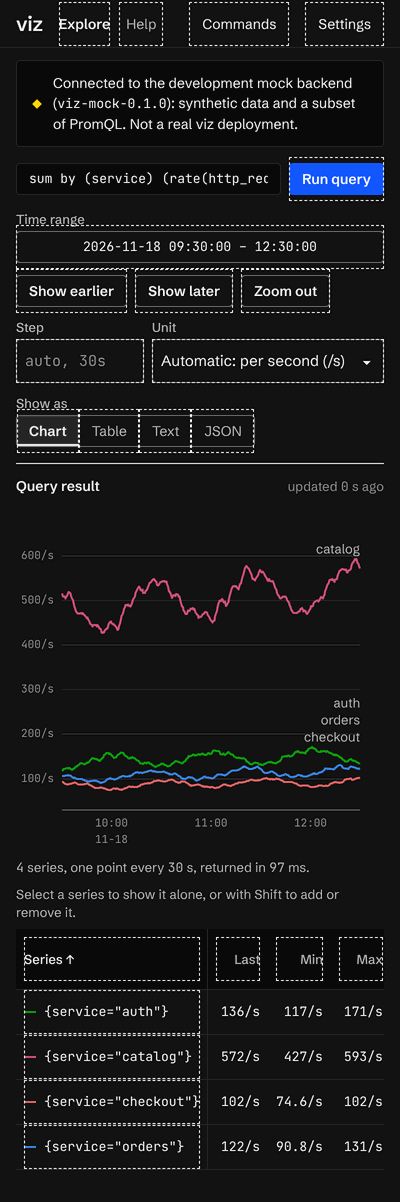 viz Explore Help Commands Settings
Connected to the development mock backend
(viz-mock-0.1.0): synthetic data and a subset
of PromQL. Not a real viz deployment.
sum by (service) (rate(http_rec Run query
Time range
2026-11-18 09:30:00 – 12:30:00
Show earlier Show later Zoom out
Step Unit
auto, 30s Automatic: per second (/s)
Show as
Chart Table Text JSON
Query result updated 0 s ago
catalog
600/s
500/s
400/s
300/s
auth
orders
200/s
checkout
100/s
10:00 11:00 12:00
11-18
4 series, one point every 30 s, returned in 97 ms.
Select a series to show it alone, or with Shift to add or
remove it.
Series ↑ Last Min Max
{service="auth"} 136/s 117/s 171/s
{service="catalog"} 572/s 427/s 593/s
{service="checkout"} 102/s 74.6/s 102/s
{service="orders"} 122/s 90.8/s 131/s